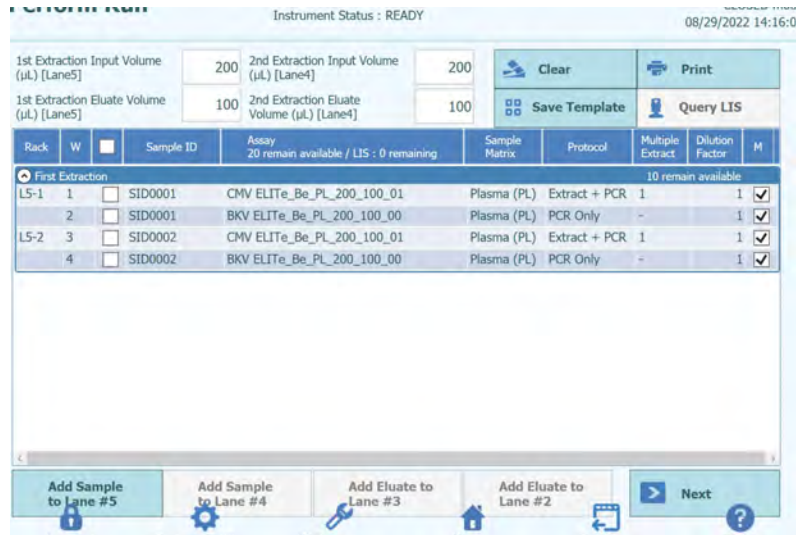 Perform Run
Instrument Status : READY
08/29/2022 14:16:0
1st Extraction Input Volume (µL) [Lane5] 200
2nd Extraction Input Volume (µL) [Lane4] 200
Clear
Print
1st Extraction Eluate Volume (µL) [Lane5] 100
2nd Extraction Eluate Volume (µL) [Lane4] 100
Save Template
Query LIS
Rack W Sample ID Assay 20 remain available / LIS : 0 remaining Sample Matrix Protocol Multiple Extract Dilution Factor M
First Extraction 10 remain available
L5-1 1 SID0001 CMV ELITe_Be_PL_200_100_01 Plasma (PL) Extract + PCR 1 1
2 SID0001 BKV ELITe_Be_PL_200_100_00 Plasma (PL) PCR Only - 1
L5-2 3 SID0002 CMV ELITe_Be_PL_200_100_01 Plasma (PL) Extract + PCR 1 1
4 SID0002 BKV ELITe_Be_PL_200_100_00 Plasma (PL) PCR Only - 1
Add Sample to Lane #5
Add Sample to Lane #4
Add Eluate to Lane #3
Add Eluate to Lane #2
Next